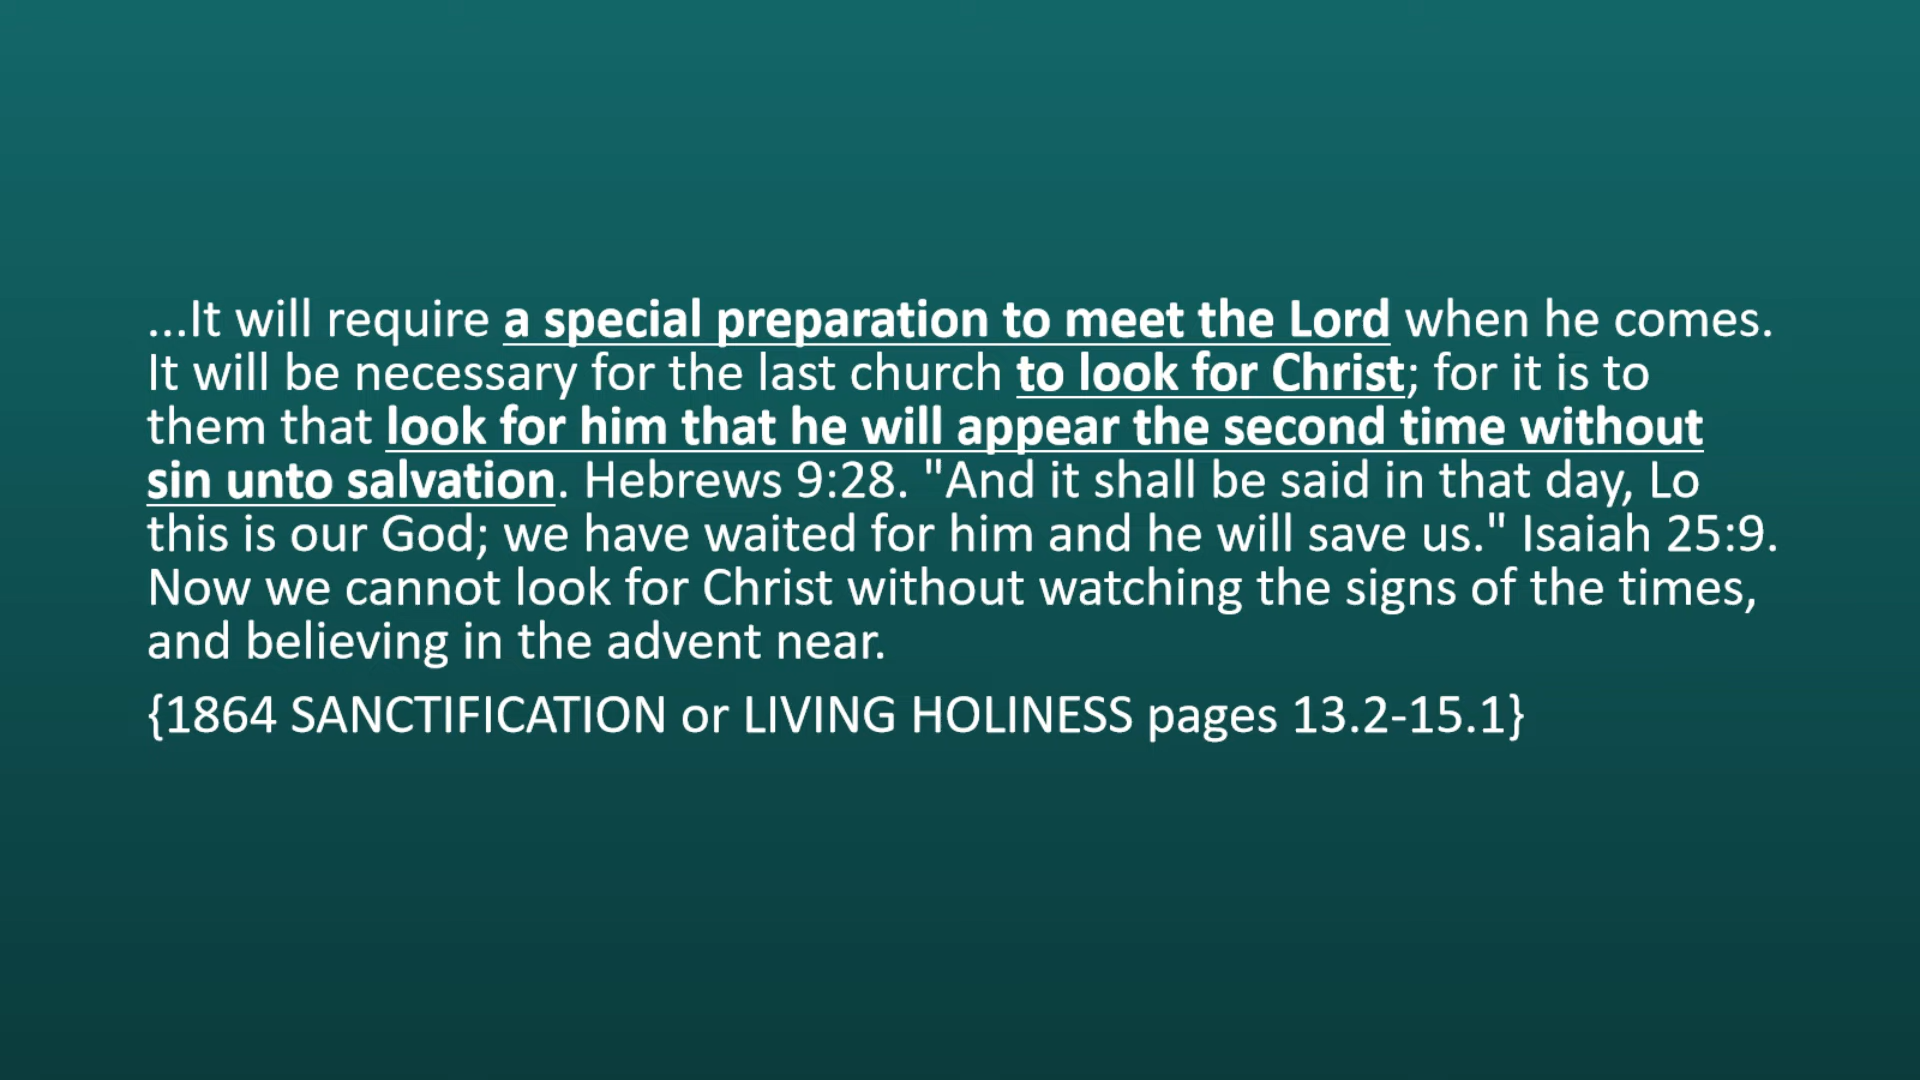 ...It will require a special preparation to meet the Lord when he comes.
It will be necessary for the last church to look for Christ; for it is to
them that look for him that he will appear the second time without
sin unto salvation. Hebrews 9:28. "And it shall be said in that day, Lo
this is our God; we have waited for him and he will save us." Isaiah 25:9.
Now we cannot look for Christ without watching the signs of the times,
and believing in the advent near.
{1864 SANCTIFICATION or LIVING HOLINESS pages 13.2-15.1}